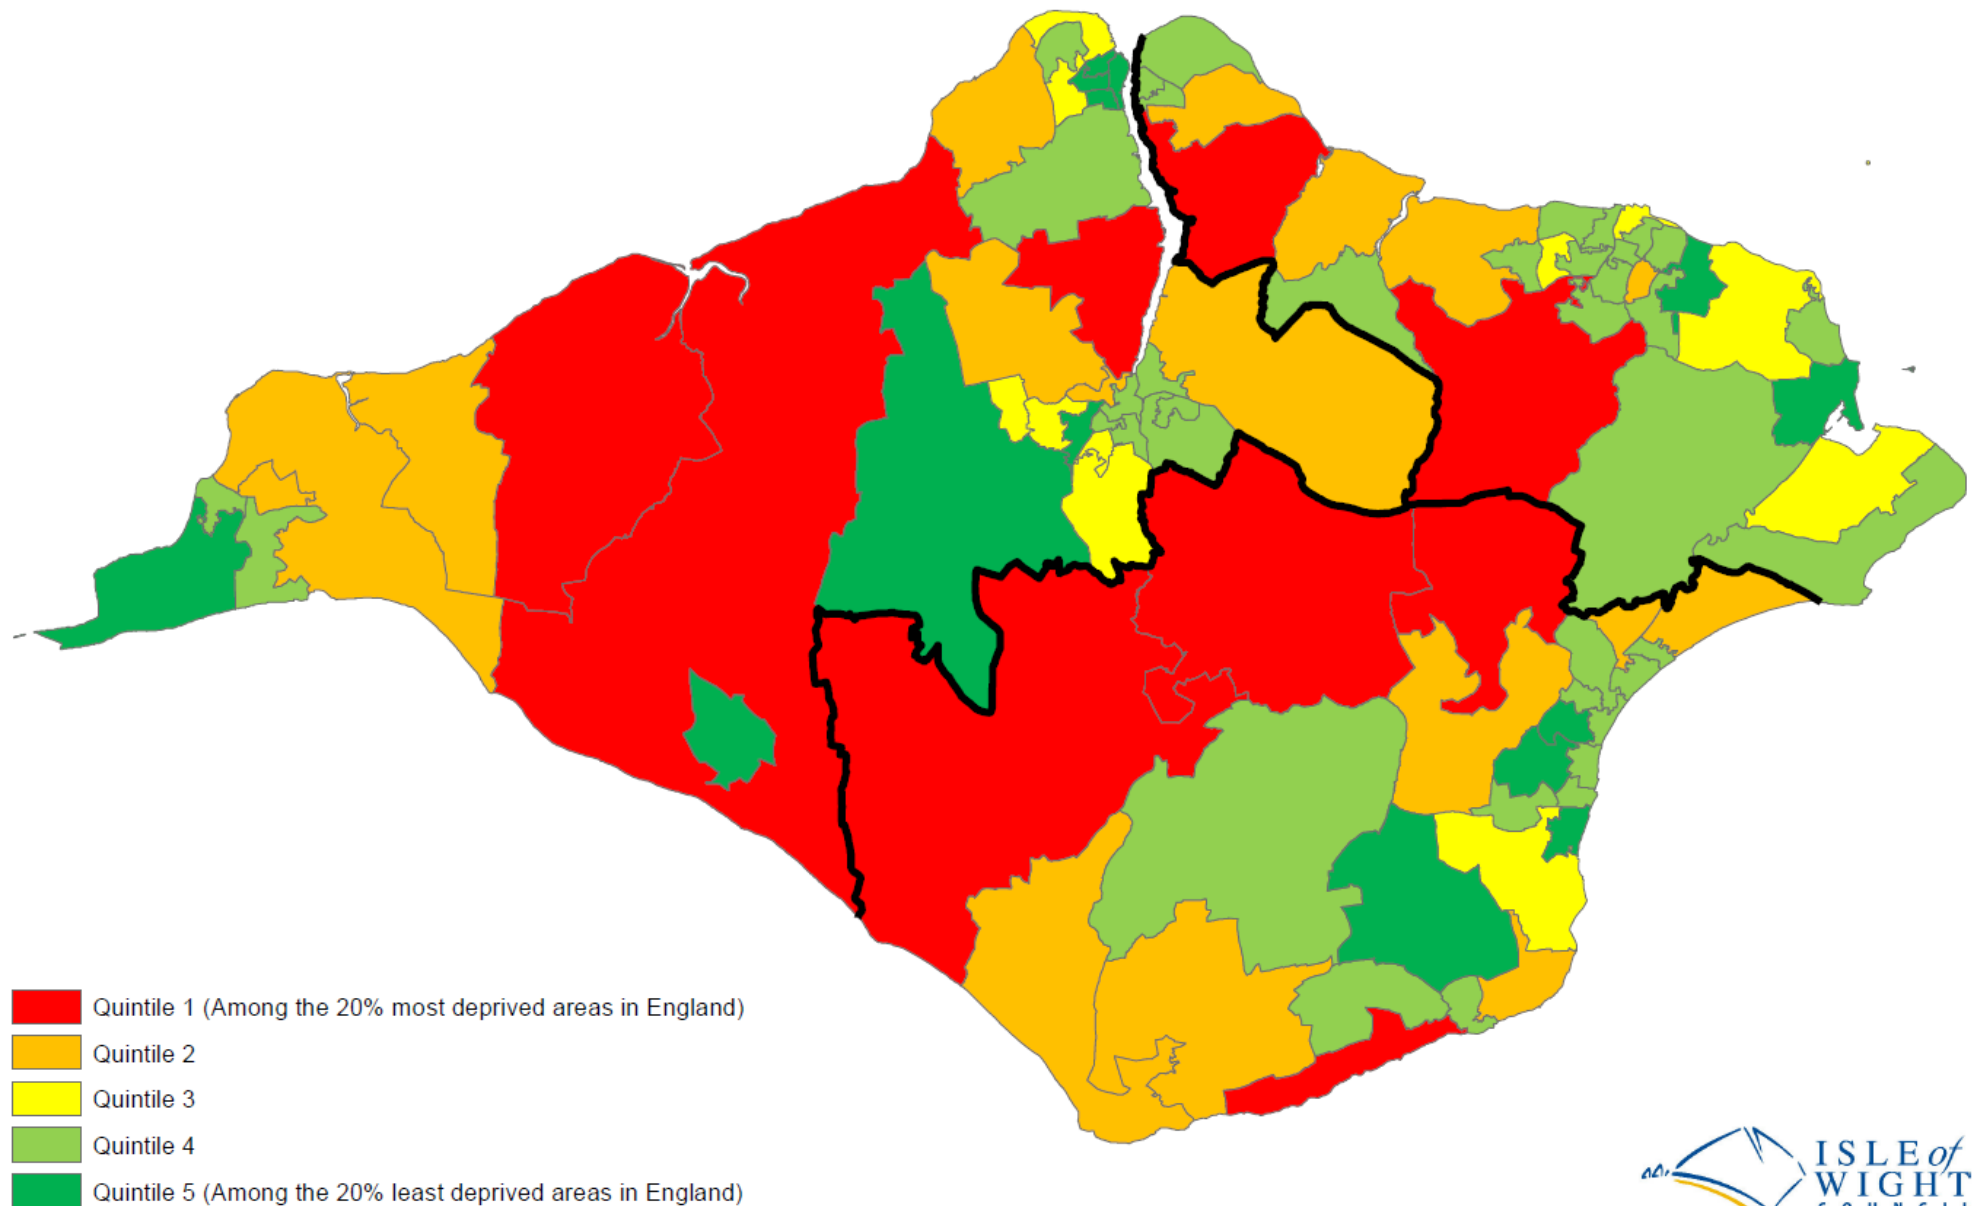 Quintile 1 (Among the 20% most deprived areas in England)
Quintile 2
Quintile 3
Quintile 4
Quintile 5 (Among the 20% least deprived areas in England)
ISLE of
WIGHT